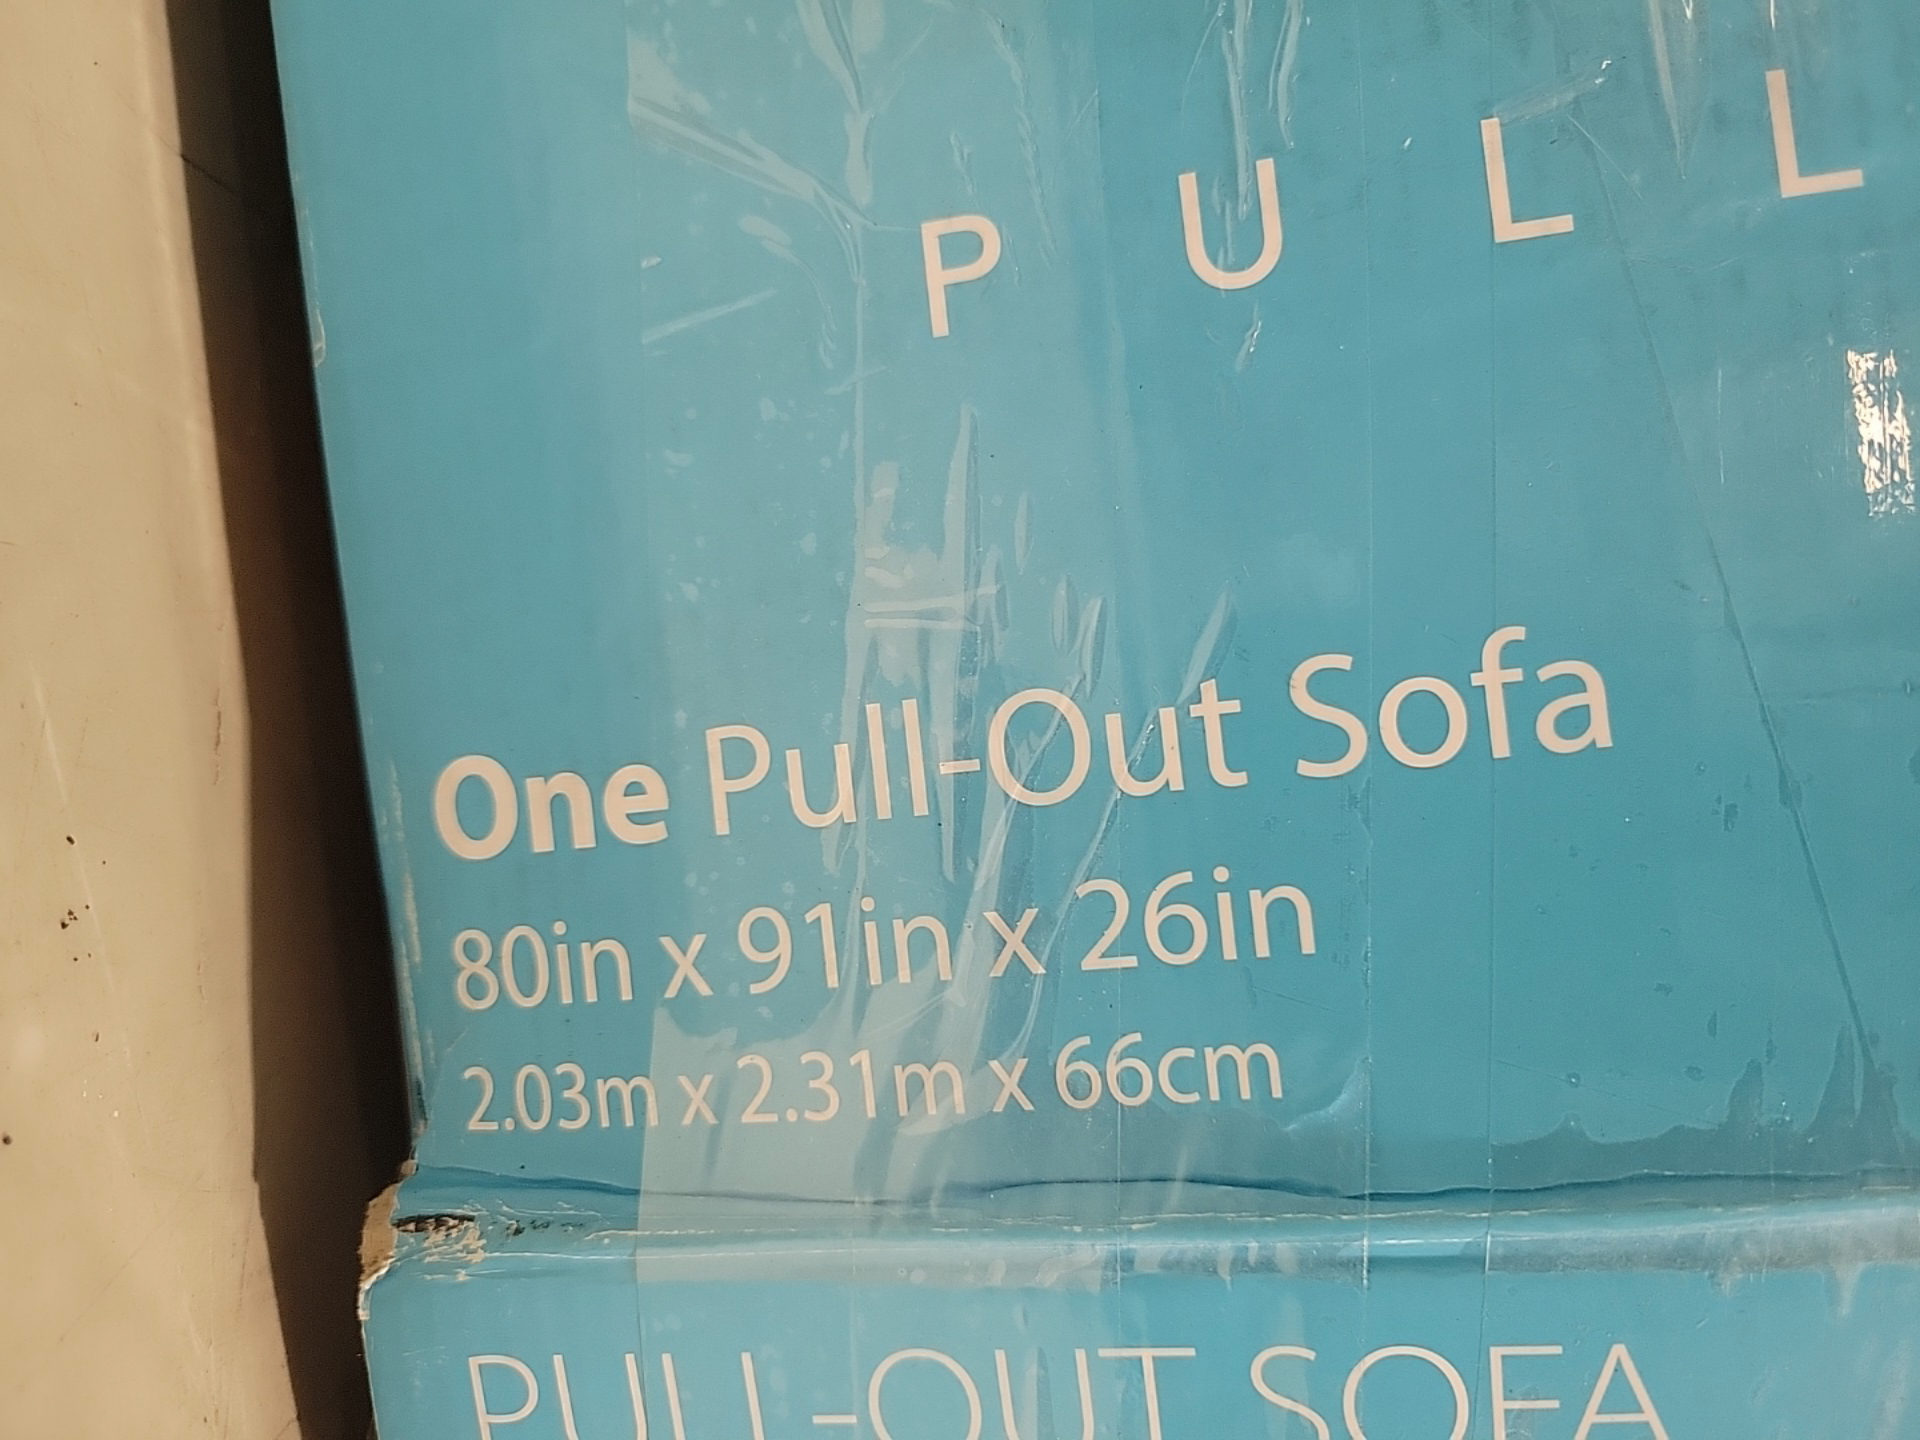 PULL
One Pull-Out Sofa
80in x 91in x 26in
2.03m x 2.31m x 66cm
PULL-OUT SOFA